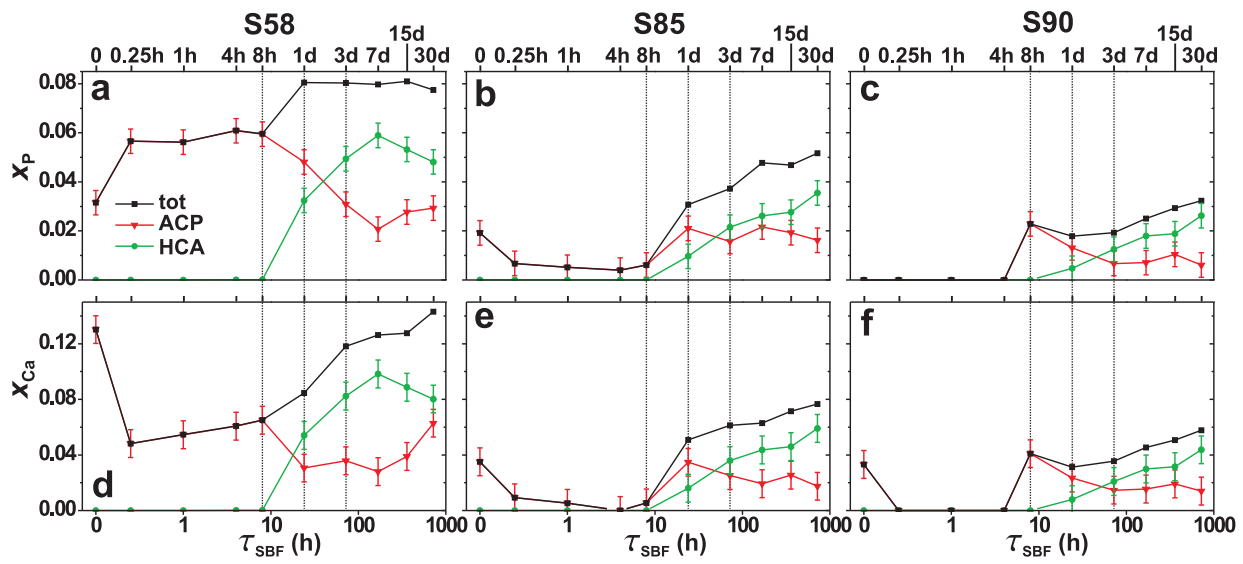 S58 S85 S90
15d 15d 15d
0 0.25h 1h 4h 8h 1d 3d 7d 30d 0 0.25h 1h 4h 8h 1d 3d 7d 30d 0 0.25h 1h 4h 8h 1d 3d 7d 30d
0.08 a b c
0.06
xP
0.04
tot
ACP
0.02
HCA
0.00
0.12 e f
xCa
0.08
0.04
d
0.00
0 1 10 100 1000 0 1 10 100 1000 0 1 10 100 1000
τSBF (h) τSBF (h) τSBF (h)